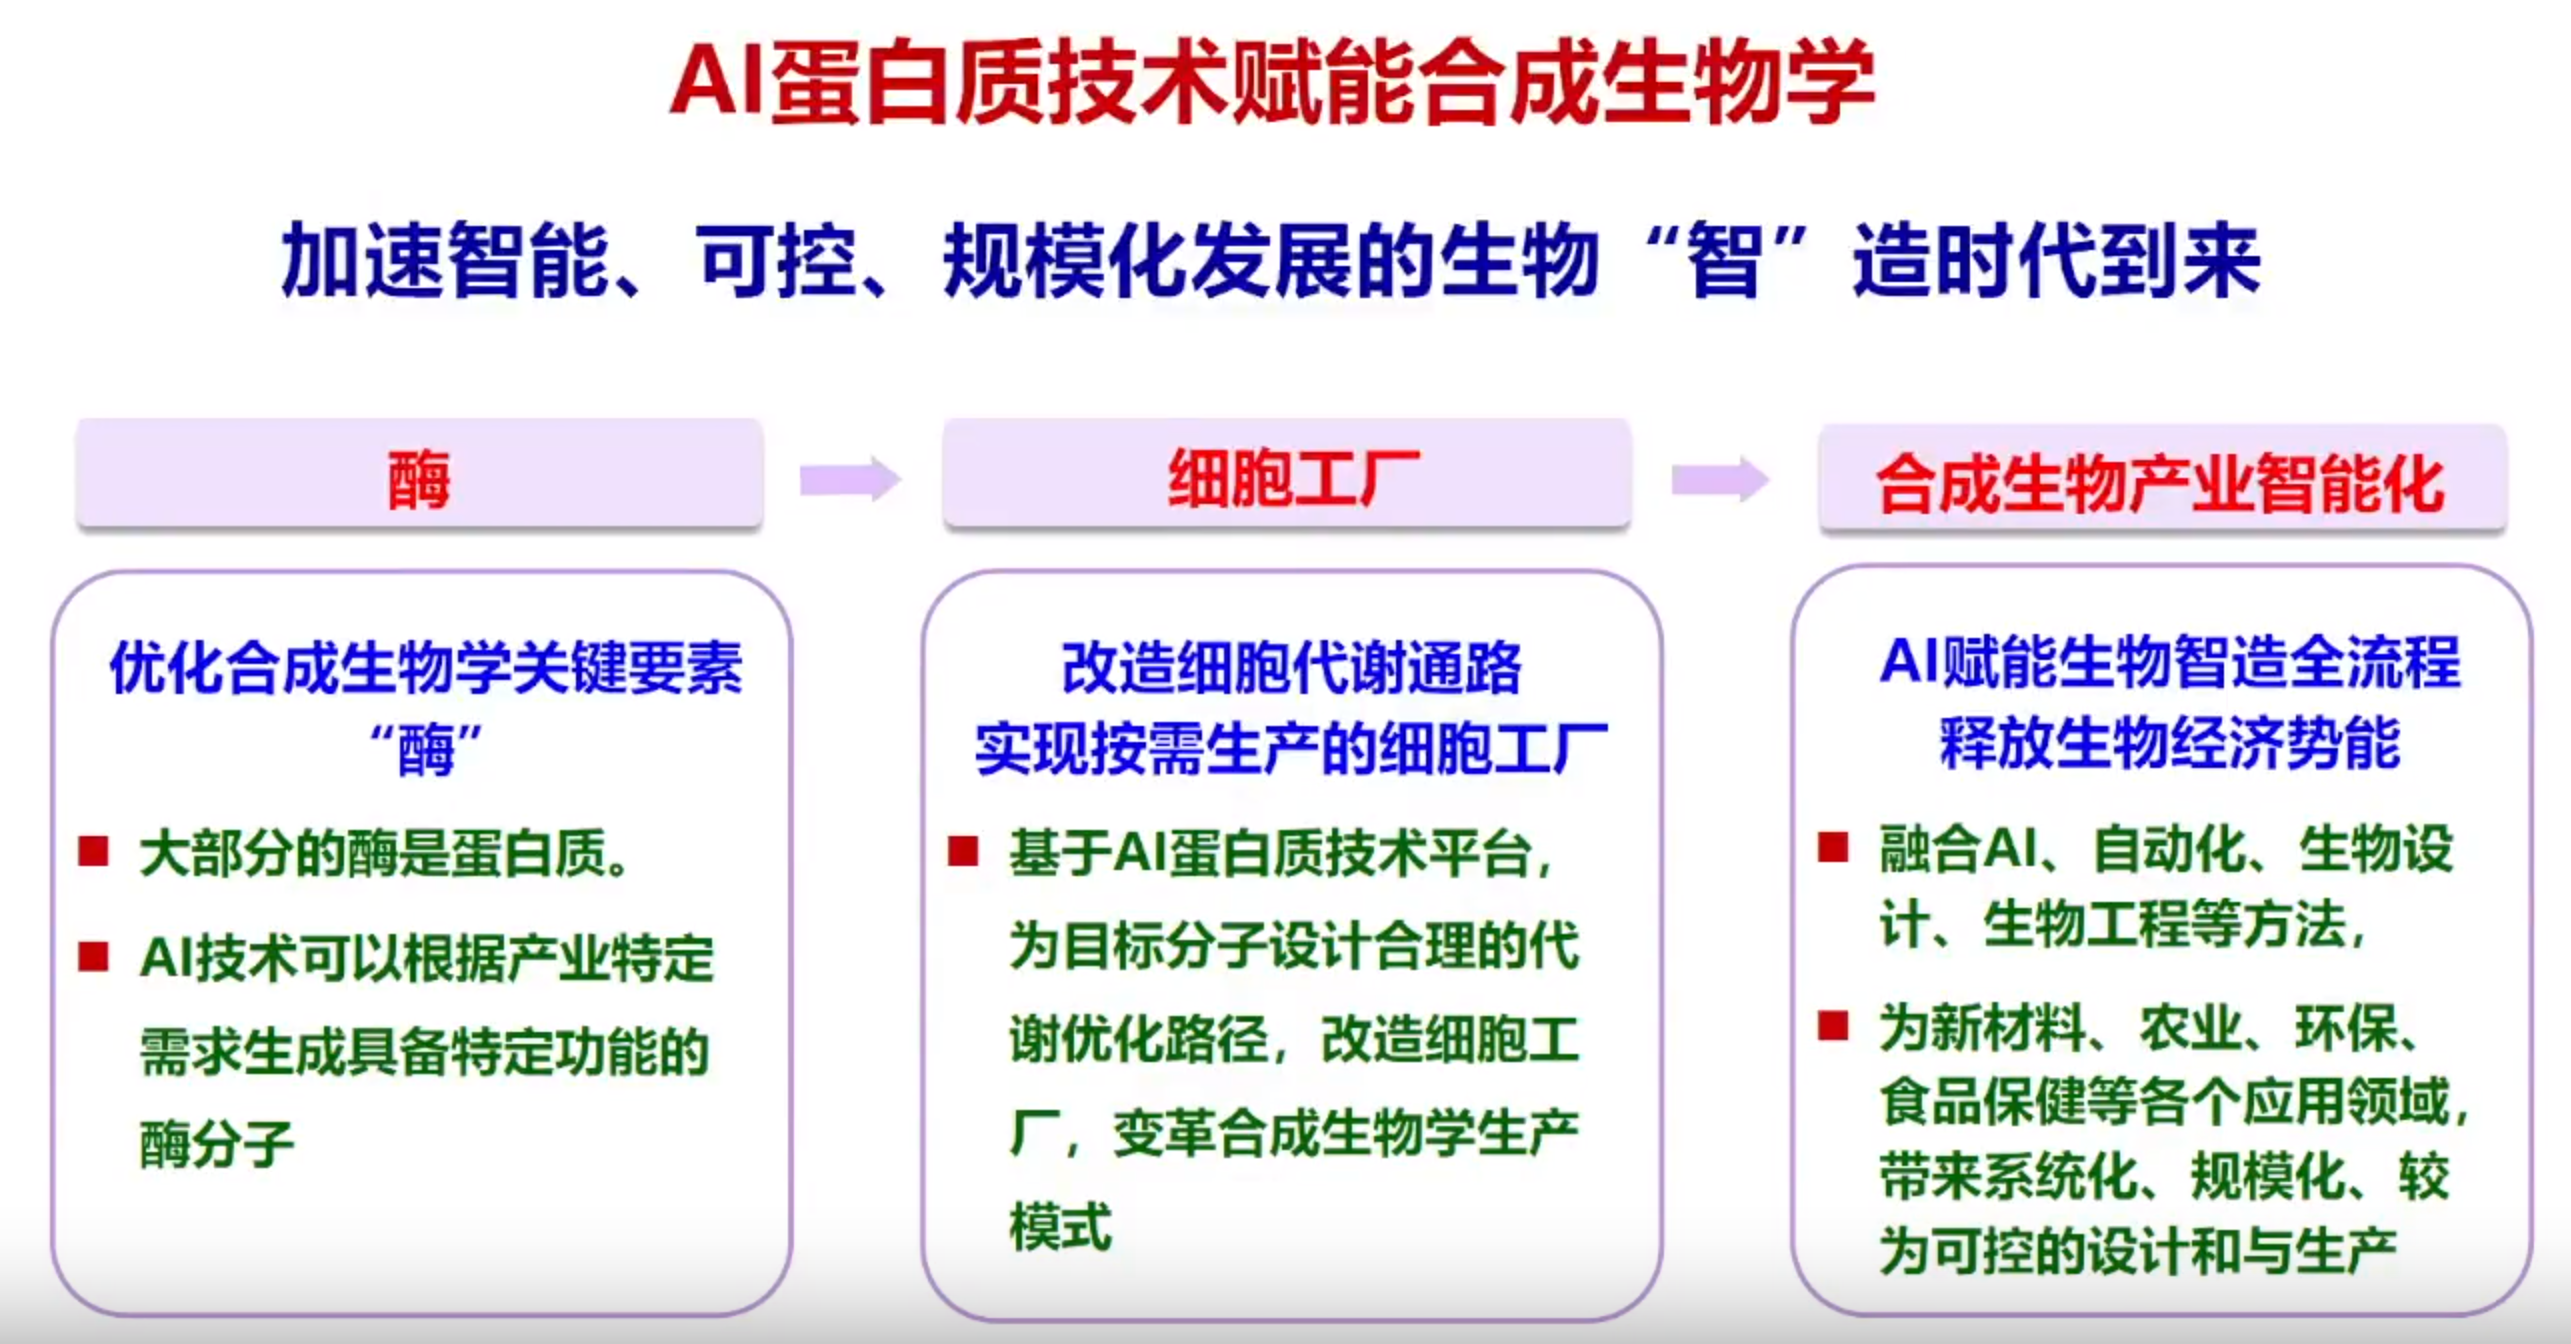 AI蛋白质技术赋能合成生物学
加速智能、可控、规模化发展的生物“智”造时代到来
酶
细胞工厂
合成生物产业智能化
优化合成生物学关键要素
“酶”
大部分的酶是蛋白质。
AI技术可以根据产业特定
需求生成具备特定功能的
酶分子
改造细胞代谢通路
实现按需生产的细胞工厂
基于AI蛋白质技术平台，
为目标分子设计合理的代
谢优化路径，改造细胞工
厂，变革合成生物学生产
模式
AI赋能生物智造全流程
释放生物经济势能
融合AI、自动化、生物设
计、生物工程等方法，
为新材料、农业、环保、
食品保健等各个应用领域，
带来系统化、规模化、较
为可控的设计和与生产